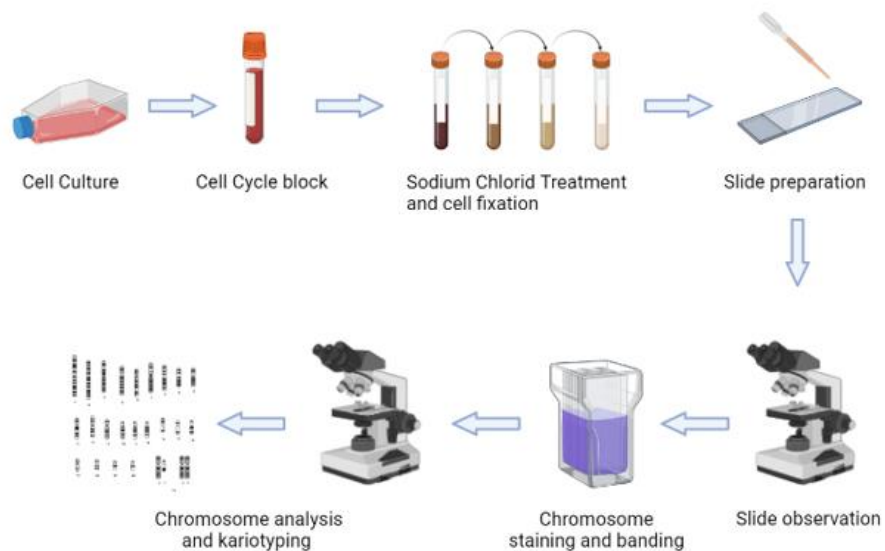 Cell Culture
Cell Cycle block
Sodium Chlorid Treatment
and cell fixation
Slide preparation
Chromosome analysis
and kariotyping
Chromosome
staining and banding
Slide observation